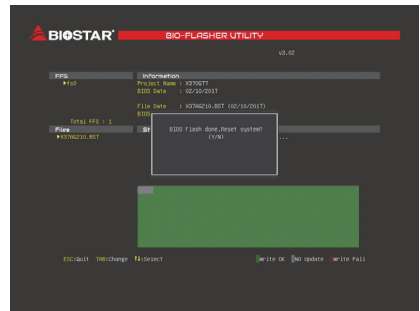 BIOSTAR
BIO-FLASHER UTILITY
v3.02
FFS
Information
▶fs0
Project Name : X370GT7
BIOS Date : 02/10/2017
File Date : X37AG210.BST (02/10/2017)
BIOS
Total FFS : 1
Files
St
▶X37AG210.BST
BIOS Flash done,Reset system?
(Y/N)
...
ESC:Quit TAB:Change ↑↓:Select
Write OK NO Update Write Fail